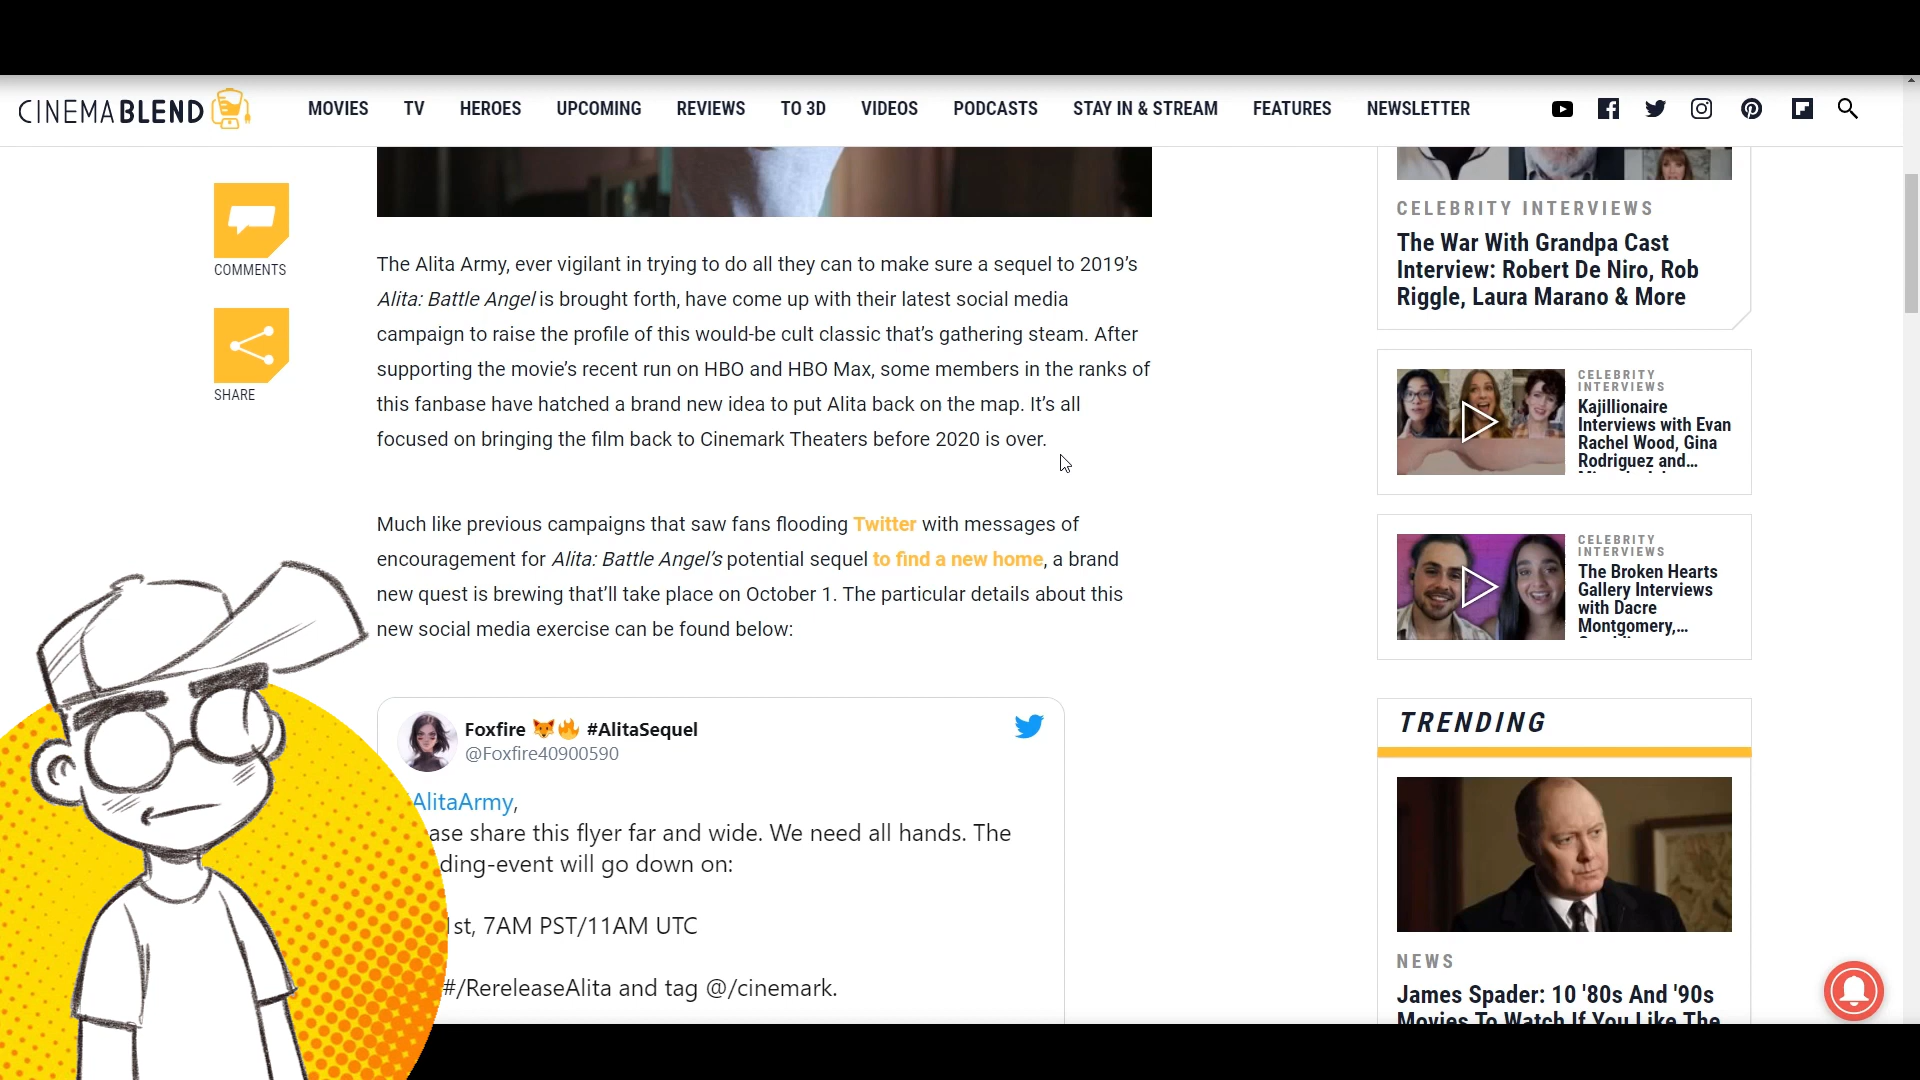 CINEMABLEND
MOVIES TV HEROES UPCOMING REVIEWS TO 3D VIDEOS PODCASTS STAY IN & STREAM FEATURES NEWSLETTER
COMMENTS
SHARE
The Alita Army, ever vigilant in trying to do all they can to make sure a sequel to 2019’s
Alita: Battle Angel is brought forth, have come up with their latest social media
campaign to raise the profile of this would-be cult classic that’s gathering steam. After
supporting the movie’s recent run on HBO and HBO Max, some members in the ranks of
this fanbase have hatched a brand new idea to put Alita back on the map. It’s all
focused on bringing the film back to Cinemark Theaters before 2020 is over.
Much like previous campaigns that saw fans flooding Twitter with messages of
encouragement for Alita: Battle Angel’s potential sequel to find a new home, a brand
new quest is brewing that’ll take place on October 1. The particular details about this
new social media exercise can be found below:
Foxfire 🦊🔥 #AlitaSequel
@Foxfire40900590
AlitaArmy,
ase share this flyer far and wide. We need all hands. The
ding-event will go down on:
1st, 7AM PST/11AM UTC
#/RereleaseAlita and tag @/cinemark.
CELEBRITY INTERVIEWS
The War With Grandpa Cast
Interview: Robert De Niro, Rob
Riggle, Laura Marano & More
CELEBRITY
INTERVIEWS
Kajillionaire
Interviews with Evan
Rachel Wood, Gina
Rodriguez and...
CELEBRITY
INTERVIEWS
The Broken Hearts
Gallery Interviews
with Dacre
Montgomery,...
TRENDING
NEWS
James Spader: 10 '80s And '90s
Movies To Watch If You Like The